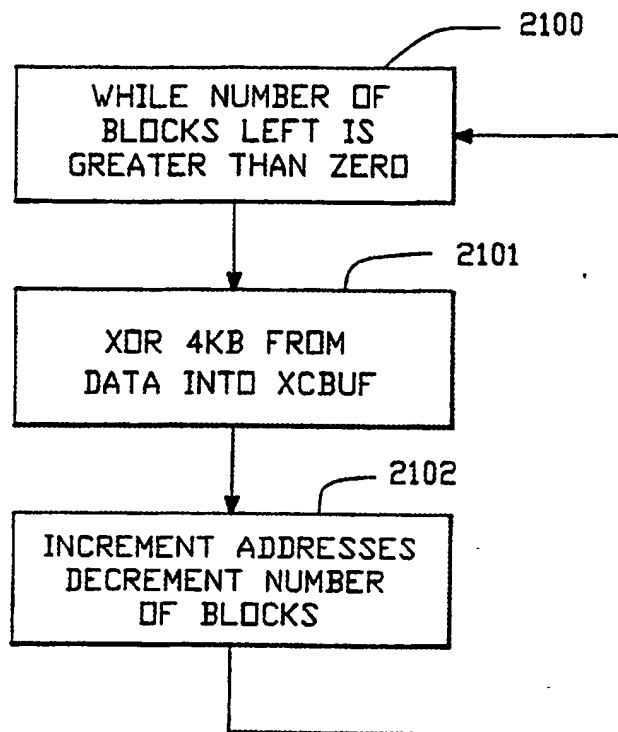 2100
WHILE NUMBER OF
BLOCKS LEFT IS
GREATER THAN ZERO
2101
XOR 4KB FROM
DATA INTO XCBUF
2102
INCREMENT ADDRESSES
DECREMENT NUMBER
OF BLOCKS